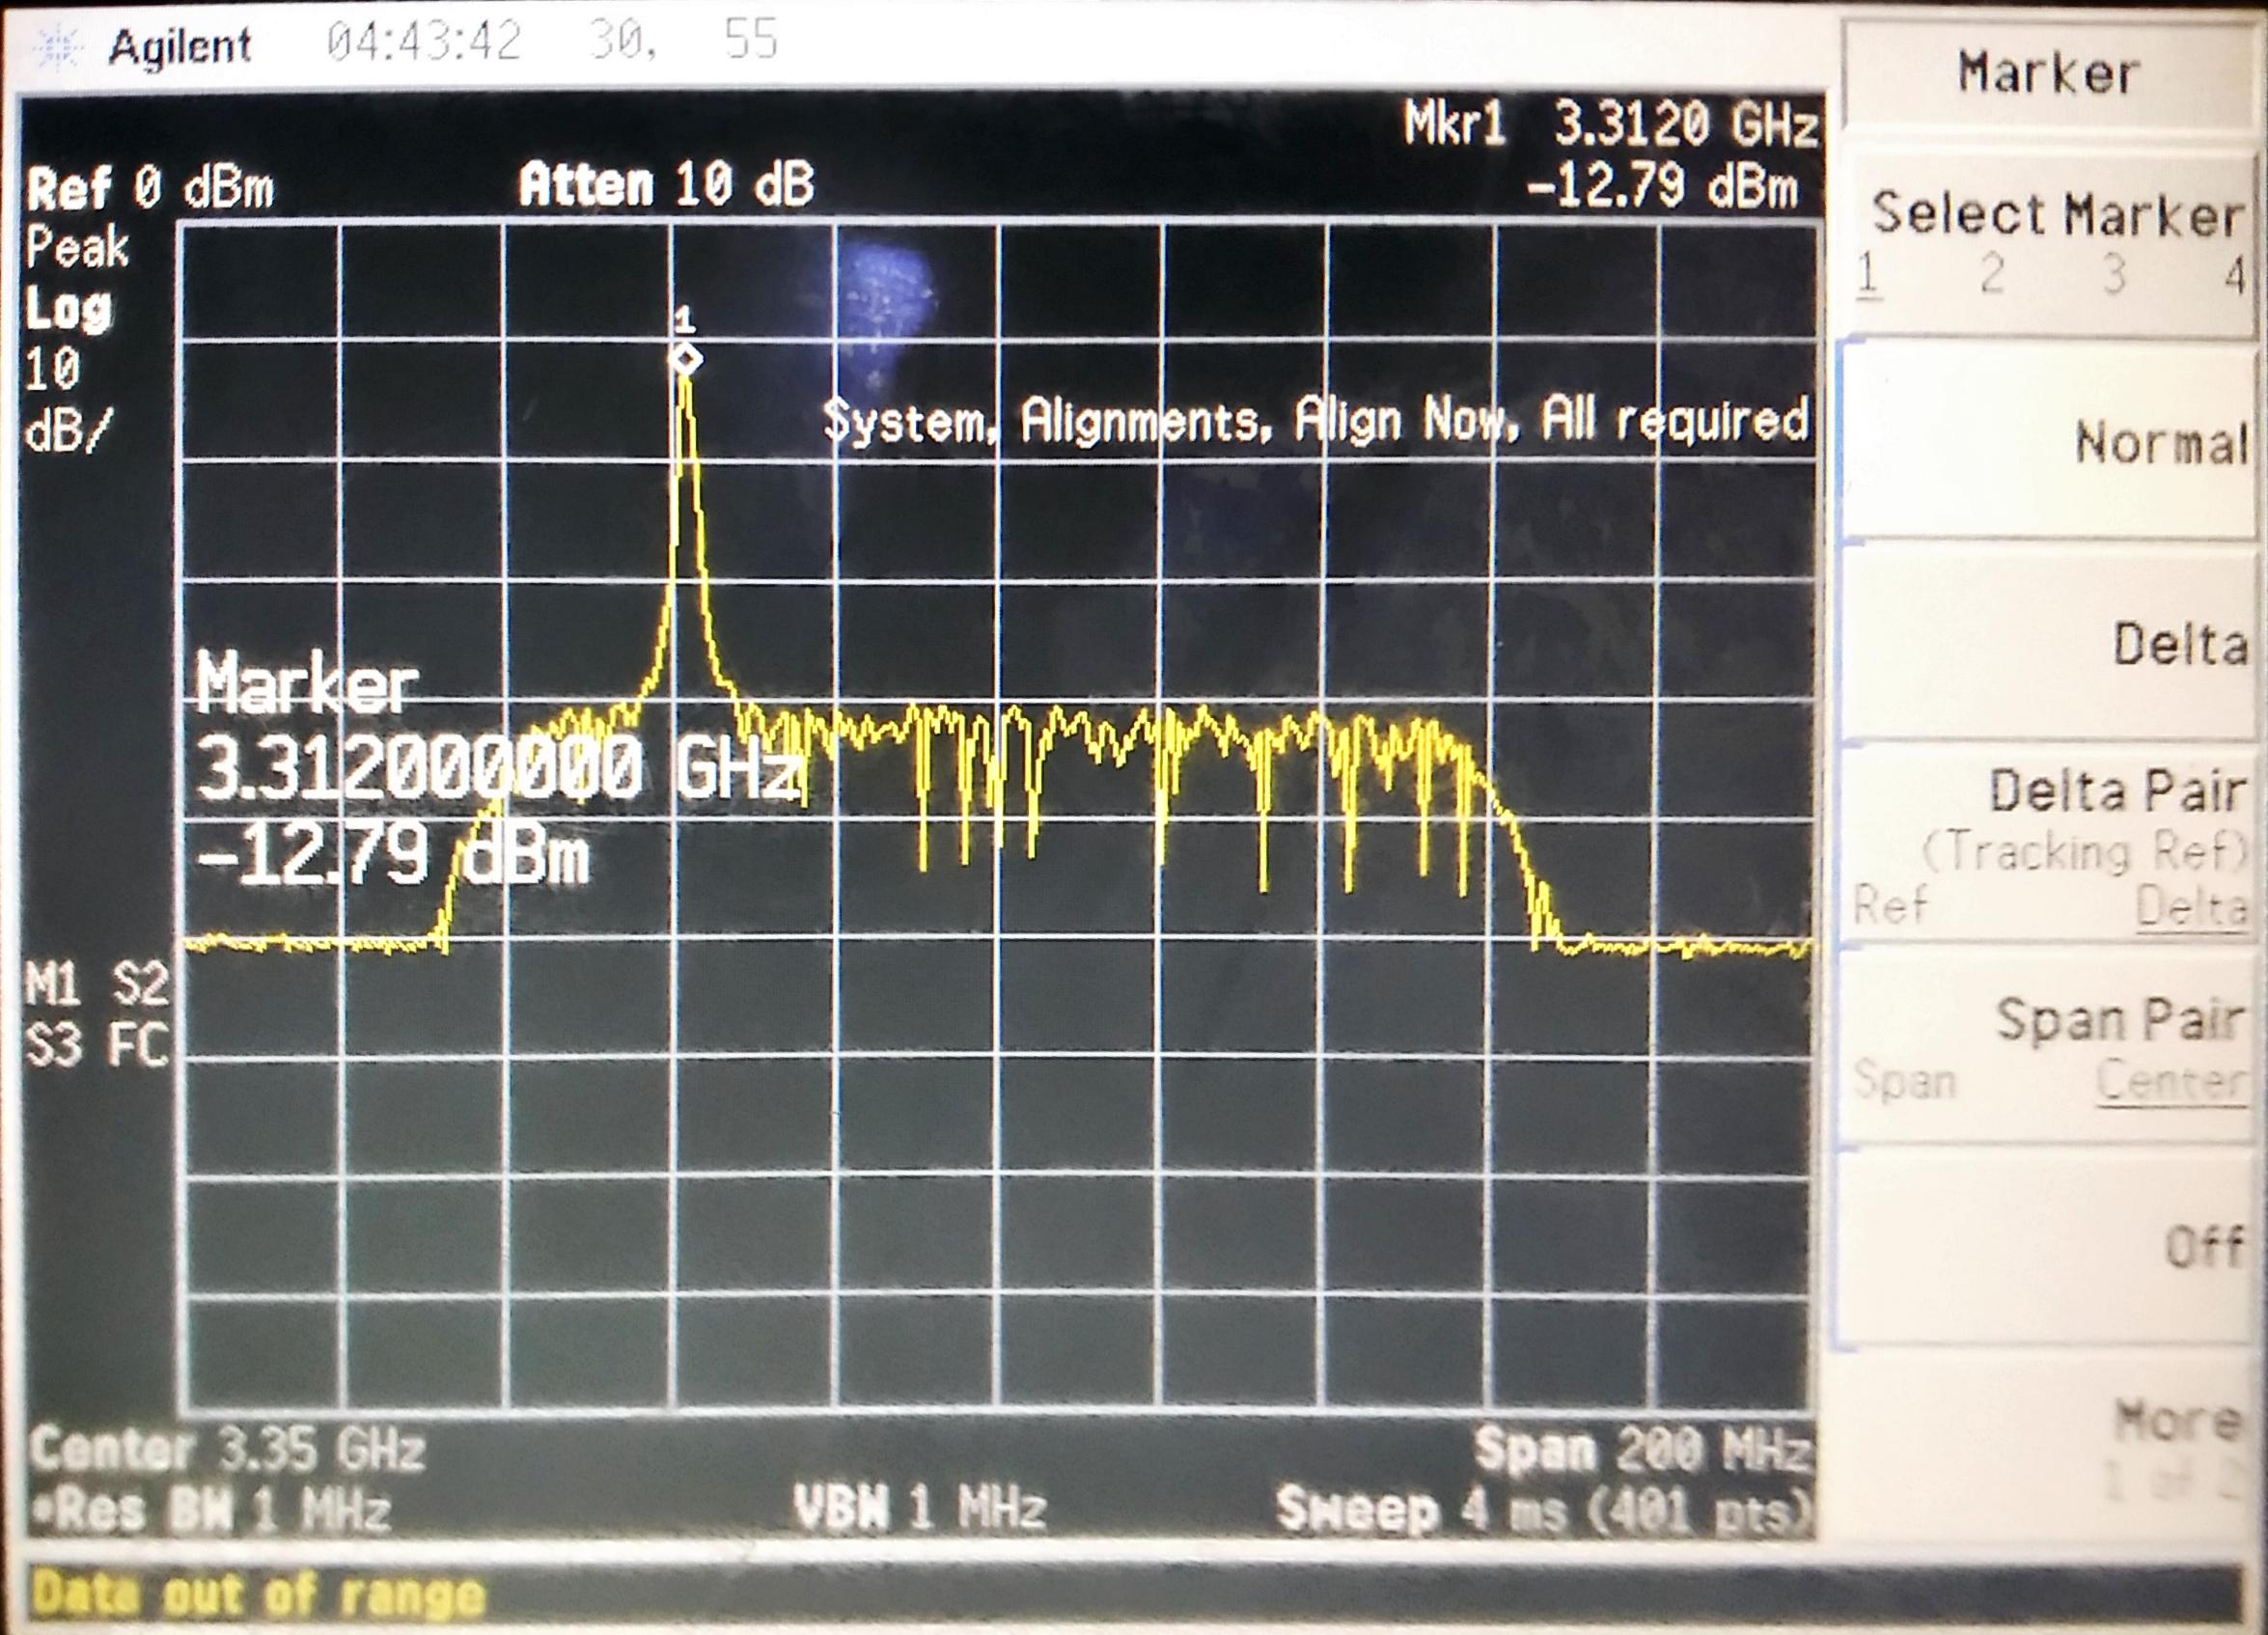 Agilent 04:43:42 30, 55
Marker
Mkr1 3.3120 GHz
Ref 0 dBm Atten 10 dB -12.79 dBm
Peak
Log
10
dB/
1
System, Alignments, Align Now, All required
Marker
3.312000000 GHz
-12.79 dBm
M1 S2
S3 FC
Center 3.35 GHz Span 200 MHz
•Res BW 1 MHz VBW 1 MHz Sweep 4 ms (401 pts)
Data out of range
Select Marker
1 2 3 4
Normal
Delta
Delta Pair
(Tracking Ref)
Ref Delta
Span Pair
Span Center
Off
More
1 of 2